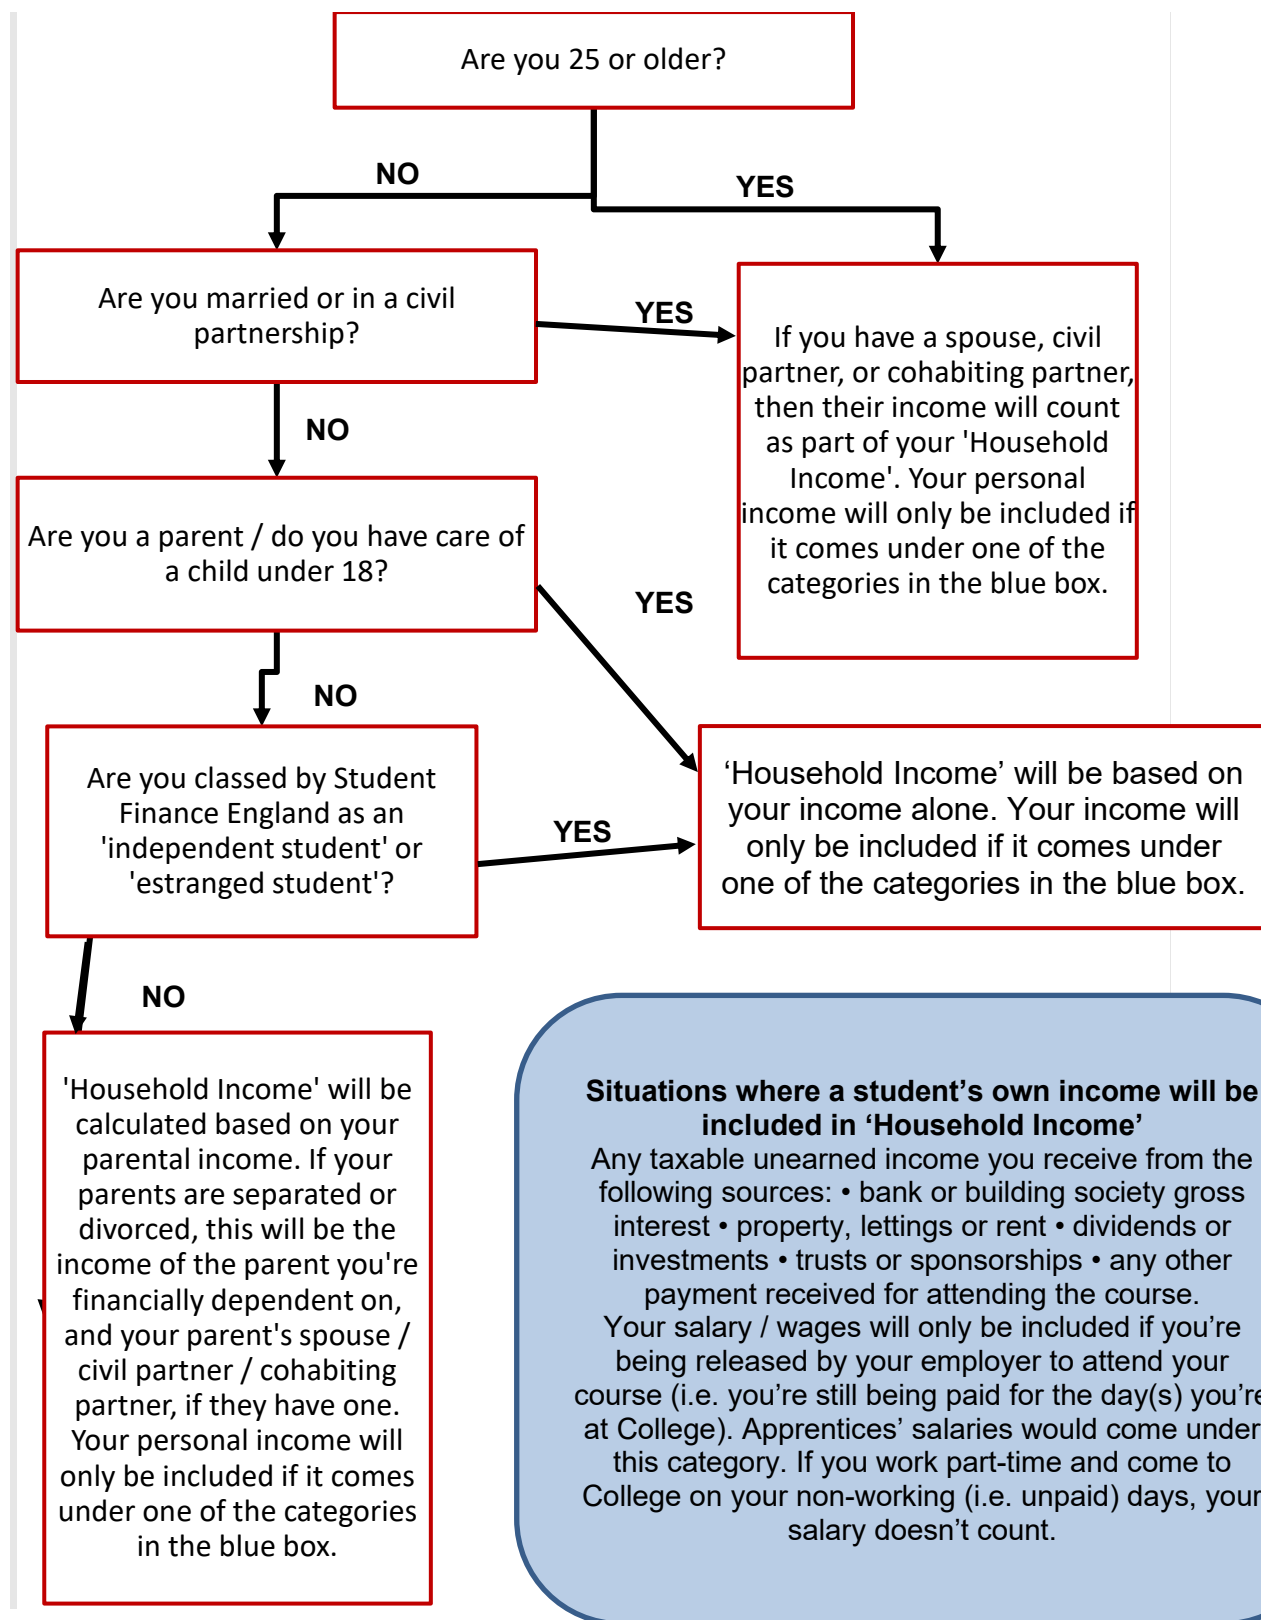 Are you 25 or older?
NO
YES
Are you married or in a civil
partnership?
YES
If you have a spouse, civil
partner, or cohabiting partner,
then their income will count
as part of your 'Household
Income'. Your personal
income will only be included if
it comes under one of the
categories in the blue box.
NO
Are you a parent / do you have care of
a child under 18?
YES
NO
Are you classed by Student
Finance England as an
'independent student' or
'estranged student'?
YES
‘Household Income’ will be based on
your income alone. Your income will
only be included if it comes under
one of the categories in the blue box.
NO
'Household Income' will be
calculated based on your
parental income. If your
parents are separated or
divorced, this will be the
income of the parent you're
financially dependent on,
and your parent's spouse /
civil partner / cohabiting
partner, if they have one.
Your personal income will
only be included if it comes
under one of the categories
in the blue box.
Situations where a student’s own income will be
included in ‘Household Income’
Any taxable unearned income you receive from the
following sources: • bank or building society gross
interest • property, lettings or rent • dividends or
investments • trusts or sponsorships • any other
payment received for attending the course.
Your salary / wages will only be included if you’re
being released by your employer to attend your
course (i.e. you’re still being paid for the day(s) you’re
at College). Apprentices’ salaries would come under
this category. If you work part-time and come to
College on your non-working (i.e. unpaid) days, your
salary doesn’t count.